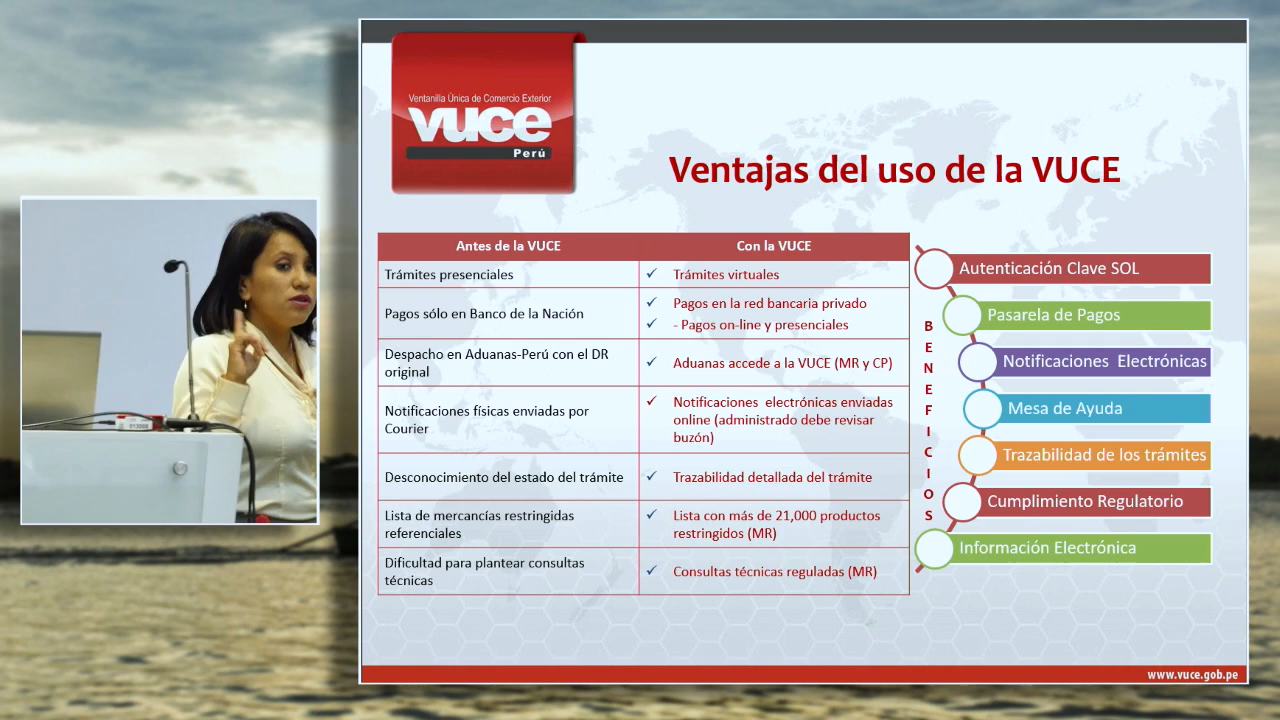 Ventanilla Única de Comercio Exterior
vuce
Perú
Ventajas del uso de la VUCE
Antes de la VUCE
Con la VUCE
Trámites presenciales
Trámites virtuales
Pagos sólo en Banco de la Nación
Pagos en la red bancaria privado
- Pagos on-line y presenciales
Despacho en Aduanas-Perú con el DR
original
Aduanas accede a la VUCE (MR y CP)
Notificaciones físicas enviadas por
Courier
Notificaciones electrónicas enviadas
online (administrado debe revisar
buzón)
Desconocimiento del estado del trámite
Trazabilidad detallada del trámite
Lista de mercancías restringidas
referenciales
Lista con más de 21,000 productos
restringidos (MR)
Dificultad para plantear consultas
técnicas
Consultas técnicas reguladas (MR)
BENEFICIOS
Autenticación Clave SOL
Pasarela de Pagos
Notificaciones Electrónicas
Mesa de Ayuda
Trazabilidad de los trámites
Cumplimiento Regulatorio
Información Electrónica
www.vuce.gob.pe